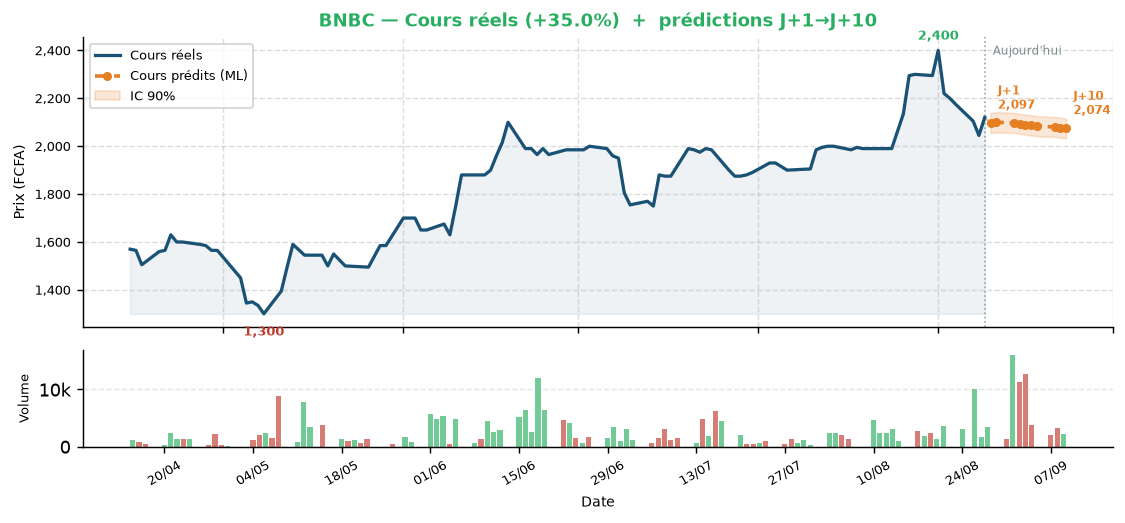 BNBC — Cours réels (+35.0%)  +  prédictions J+1→J+10
2,400
Aujourd'hui
Cours réels
Cours prédits (ML)
IC 90%
J+1
2,097
J+10
2,074
Prix (FCFA)
2,400
2,200
2,000
1,800
1,600
1,400
1,300
Volume
10k
0
20/04
04/05
18/05
01/06
15/06
29/06
13/07
27/07
10/08
24/08
07/09
Date